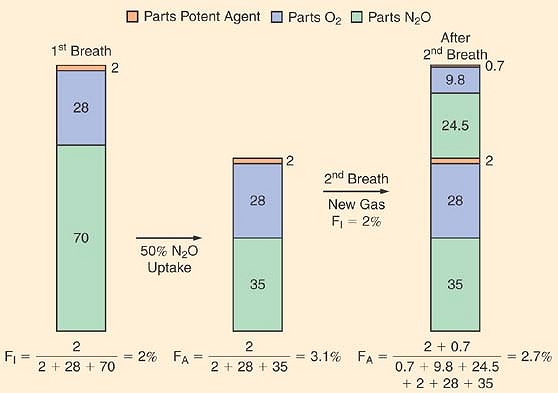 Parts Potent Agent Parts O₂ Parts N₂O
1st Breath
2
28
70
50% N₂O
Uptake
2
28
35
2nd Breath
New Gas
F_I = 2%
After
2nd Breath
0.7
9.8
24.5
2
28
35
F_I = 2 / 2 + 28 + 70 = 2%
F_A = 2 / 2 + 28 + 35 = 3.1%
F_A = 2 + 0.7 / 0.7 + 9.8 + 24.5 + 2 + 28 + 35 = 2.7%